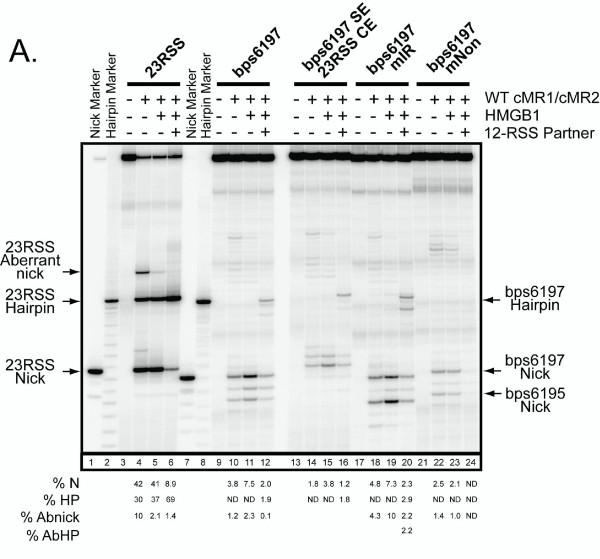 A.
23RSS
bps6197
bps6197 SE
23RSS CE
bps6197
mIR
bps6197
mNon
Nick Marker
Hairpin Marker
Nick Marker
Hairpin Marker
- + + + - + + + - + + + - + + + - + + + WT cMR1/cMR2
- - + + - - + + - - + + - - + + - - + + HMGB1
- - - + - - - + - - - + - - - + - - - + 12-RSS Partner
23RSS
Aberrant
nick
23RSS
Hairpin
23RSS
Nick
bps6197
Hairpin
bps6197
Nick
bps6195
Nick
1 2 3 4 5 6 7 8 9 10 11 12 13 14 15 16 17 18 19 20 21 22 23 24
% N 42 41 8.9 3.8 7.5 2.0 1.8 3.8 1.2 4.8 7.3 2.3 2.5 2.1 ND
% HP 30 37 69 ND ND 1.9 ND ND 1.8 ND ND 2.9 ND ND ND
% Abnick 10 2.1 1.4 1.2 2.3 0.1 4.3 10 2.2 1.4 1.0 ND
% AbHP 2.2